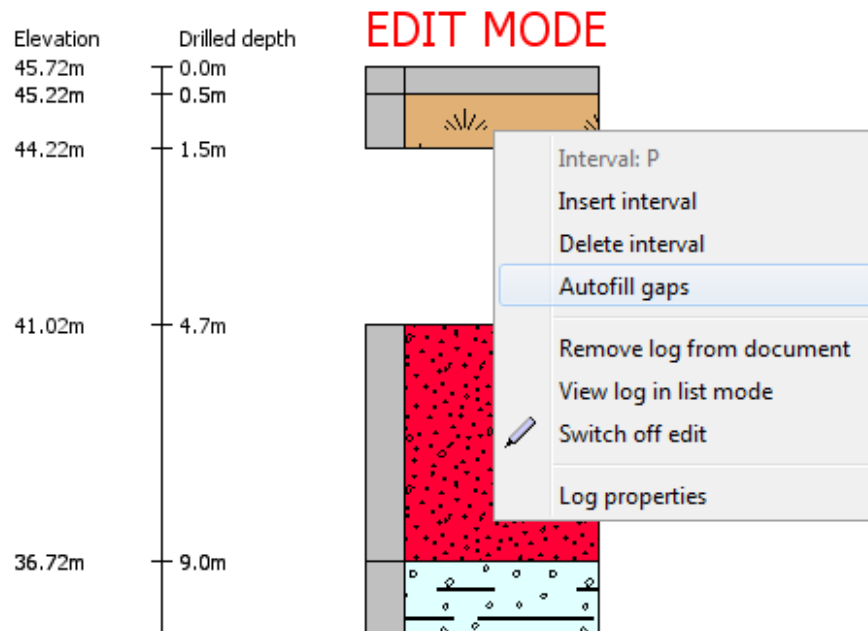 EDIT MODE
Elevation Drilled depth
45.72m 0.0m
45.22m 0.5m
44.22m 1.5m
Interval: P
Insert interval
Delete interval
Autofill gaps
41.02m 4.7m
Remove log from document
View log in list mode
Switch off edit
Log properties
36.72m 9.0m